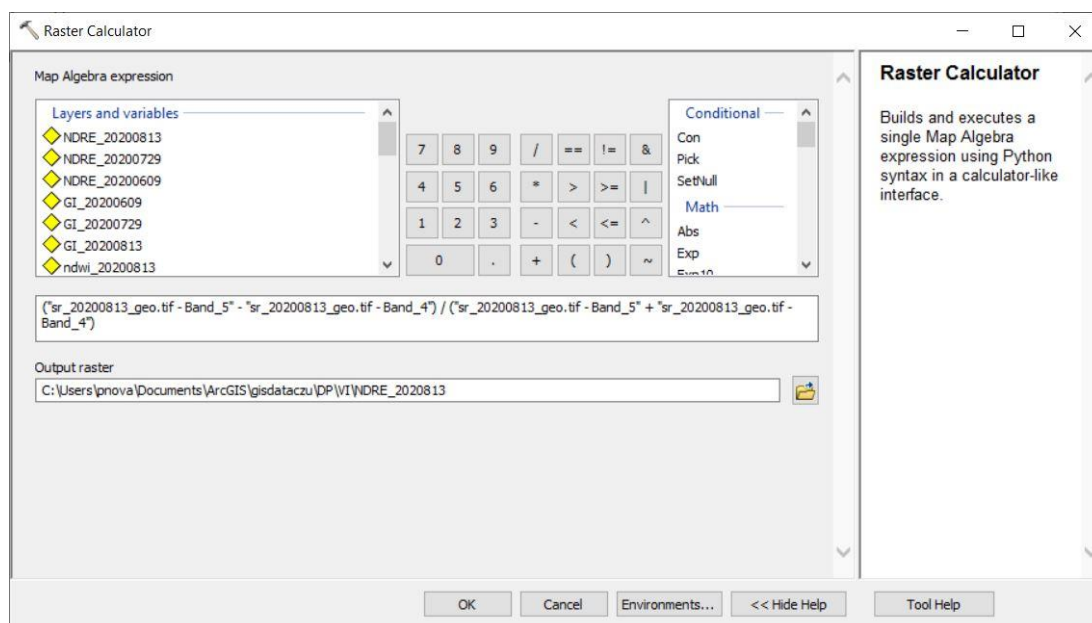 Raster Calculator
Map Algebra expression
Layers and variables
NDRE_20200813
NDRE_20200729
NDRE_20200609
GI_20200609
GI_20200729
GI_20200813
ndwi_20200813
7 8 9 / == != &
4 5 6 * > >= |
1 2 3 - < <= ^
0 . + ( ) ~
Conditional
Con
Pick
SetNull
Math
Abs
Exp
Exp10
("sr_20200813_geo.tif - Band_5" - "sr_20200813_geo.tif - Band_4") / ("sr_20200813_geo.tif - Band_5" + "sr_20200813_geo.tif -
Band_4")
Output raster
C:\Users\pnova\Documents\ArcGIS\gisdataczu\DP\VI\NDRE_2020813
OK Cancel Environments... << Hide Help Tool Help
Raster Calculator
Builds and executes a
single Map Algebra
expression using Python
syntax in a calculator-like
interface.